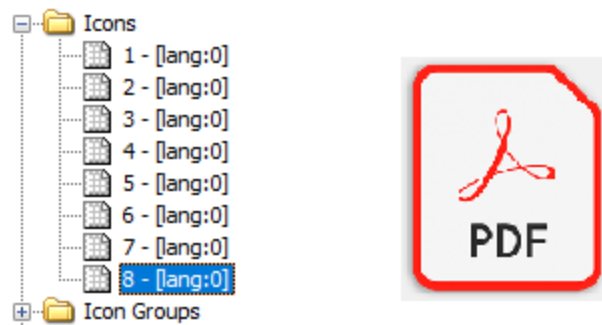 Icons
1 - [lang:0]
2 - [lang:0]
3 - [lang:0]
4 - [lang:0]
5 - [lang:0]
6 - [lang:0]
7 - [lang:0]
8 - [lang:0]
Icon Groups
PDF